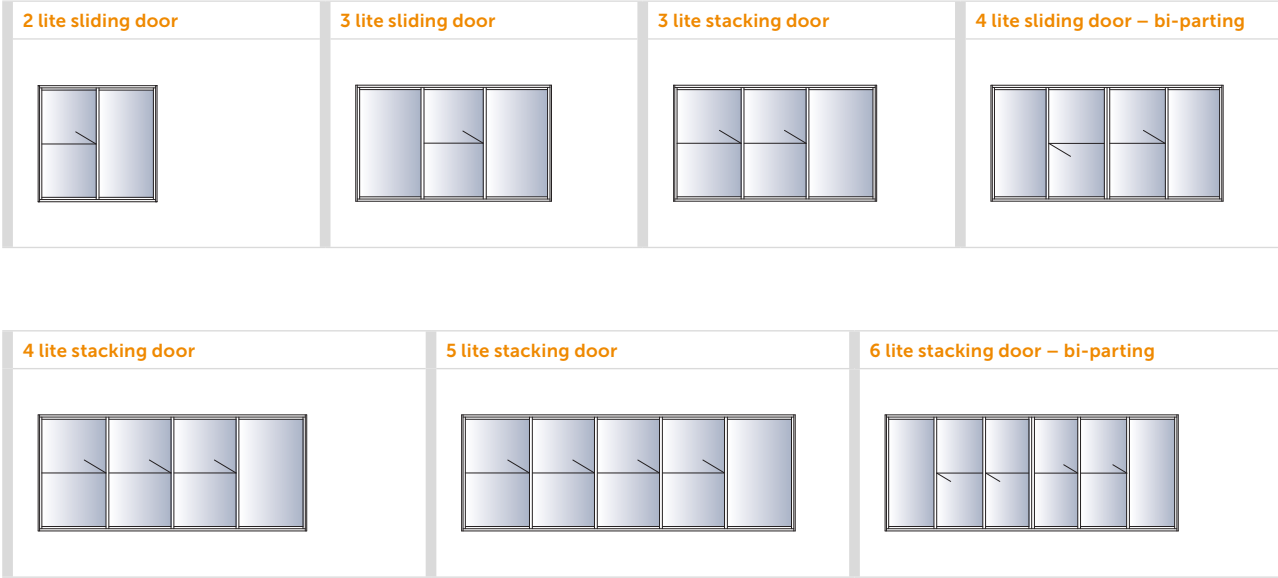 2 lite sliding door
3 lite sliding door
3 lite stacking door
4 lite sliding door – bi-parting
4 lite stacking door
5 lite stacking door
6 lite stacking door – bi-parting